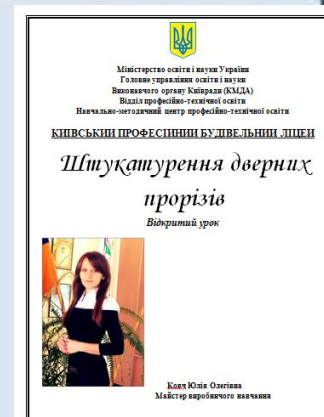 Міністерство освіти і науки України
Головне управління освіти і науки
Виконавчого органу Київради (КМДА)
Відділ професійно-технічної освіти
Навчально-методичний центр професійно-технічної освіти
КИЇВСЬКИЙ ПРОФЕСІЙНИЙ БУДІВЕЛЬНИЙ ЛІЦЕЙ
Штукатурення дверних
прорізів
Відкритий урок
Юлія Олегівна
Майстер виробничого навчання